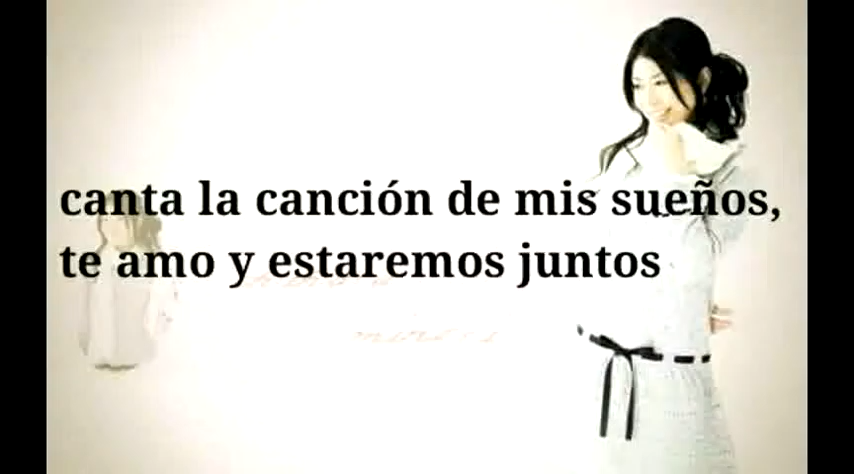 canta la canción de mis sueños,
te amo y estaremos juntos